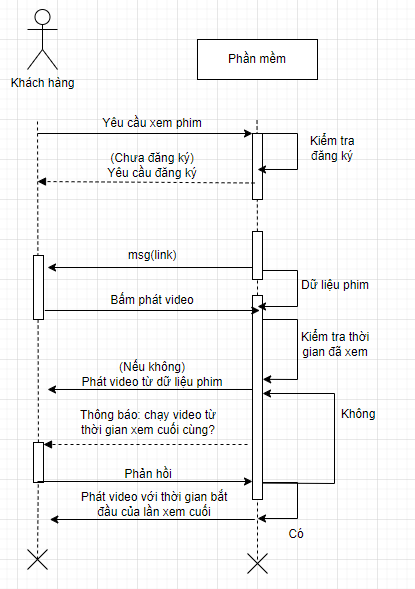 Khách hàng
Phần mềm
Yêu cầu xem phim
Kiểm tra
đăng ký
(Chưa đăng ký)
Yêu cầu đăng ký
msg(link)
Dữ liệu phim
Bấm phát video
Kiểm tra thời
gian đã xem
(Nếu không)
Phát video từ dữ liệu phim
Không
Thông báo: chạy video từ
thời gian xem cuối cùng?
Phản hồi
Phát video với thời gian bắt
đầu của lần xem cuối
Có